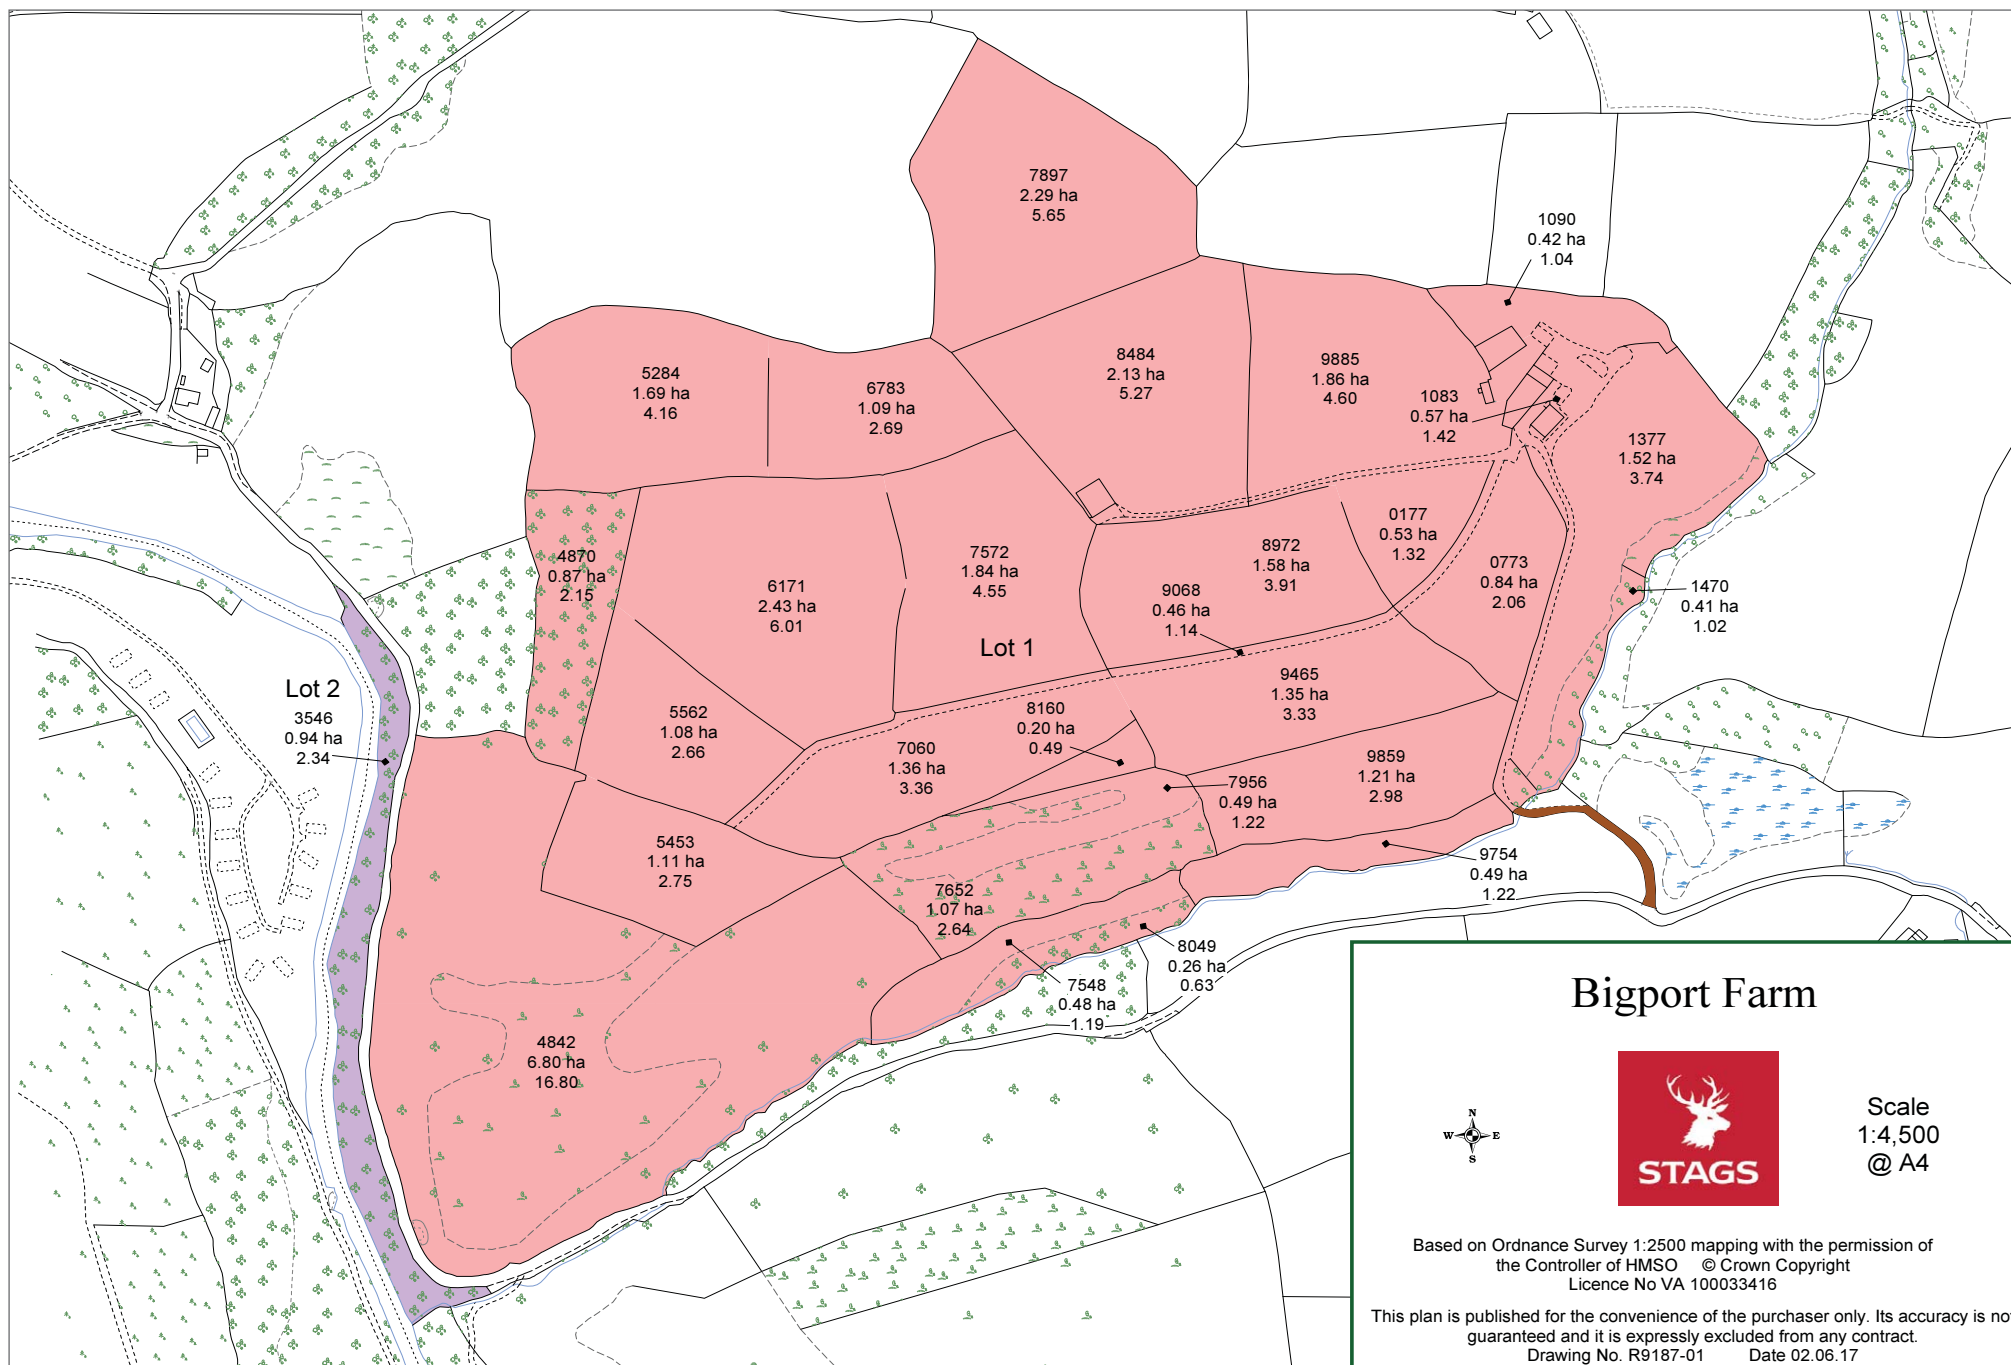 7897
2.29 ha
5.65
1090
0.42 ha
1.04
5284
1.69 ha
4.16
6783
1.09 ha
2.69
8484
2.13 ha
5.27
9885
1.86 ha
4.60
1083
0.57 ha
1.42
1377
1.52 ha
3.74
4870
0.87 ha
2.15
6171
2.43 ha
6.01
7572
1.84 ha
4.55
8972
1.58 ha
3.91
0177
0.53 ha
1.32
0773
0.84 ha
2.06
9068
0.46 ha
1.14
1470
0.41 ha
1.02
Lot 1
Lot 2
3546
0.94 ha
2.34
5562
1.08 ha
2.66
7060
1.36 ha
3.36
8160
0.20 ha
0.49
9465
1.35 ha
3.33
7956
0.49 ha
1.22
9859
1.21 ha
2.98
5453
1.11 ha
2.75
7652
1.07 ha
2.64
9754
0.49 ha
1.22
8049
0.26 ha
0.63
7548
0.48 ha
1.19
4842
6.80 ha
16.80
Bigport Farm
N
W E
S
STAGS
Scale
1:4,500
@ A4
Based on Ordnance Survey 1:2500 mapping with the permission of
the Controller of HMSO © Crown Copyright
Licence No VA 100033416
This plan is published for the convenience of the purchaser only. Its accuracy is not
guaranteed and it is expressly excluded from any contract.
Drawing No. R9187-01 Date 02.06.17